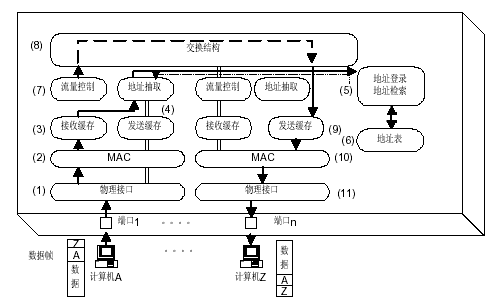 (8) 交换结构
(7) 流量控制 地址抽取 流量控制 地址抽取 (5) 地址登录
地址检索
(4)
(3) 接收缓存 发送缓存 接收缓存 发送缓存 (9)
(6) 地址表
(2) MAC MAC (10)
(1) 物理接口 物理接口 (11)
端口1 - - - - 端口n
数据帧 Z A 数据 计算机A - - - - 计算机Z 数据 A Z